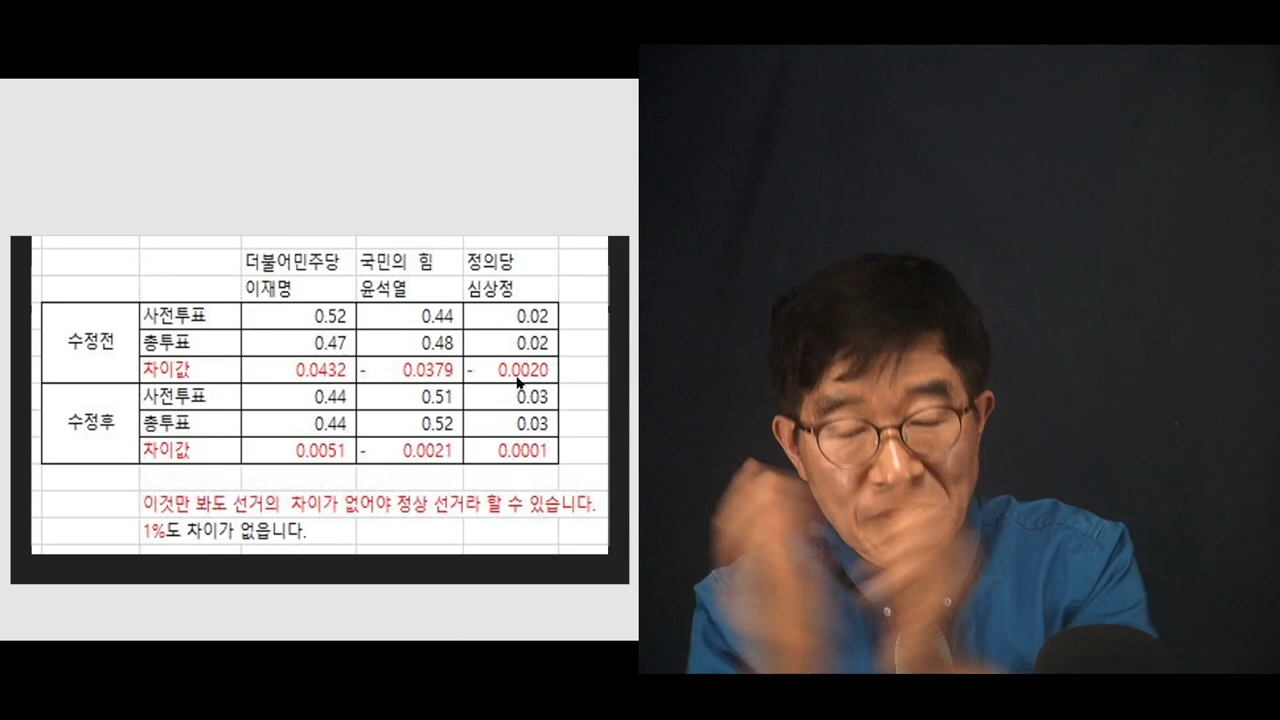 더불어민주당 국민의 힘 정의당
이재명 윤석열 심상정
수정전
사전투표 0.52 0.44 0.02
총투표 0.47 0.48 0.02
차이값 0.0432 - 0.0379 - 0.0020
수정후
사전투표 0.44 0.51 0.03
총투표 0.44 0.52 0.03
차이값 0.0051 - 0.0021 0.0001
이것만 봐도 선거의 차이가 없어야 정상 선거라 할 수 있습니다.
1%도 차이가 없읍니다.